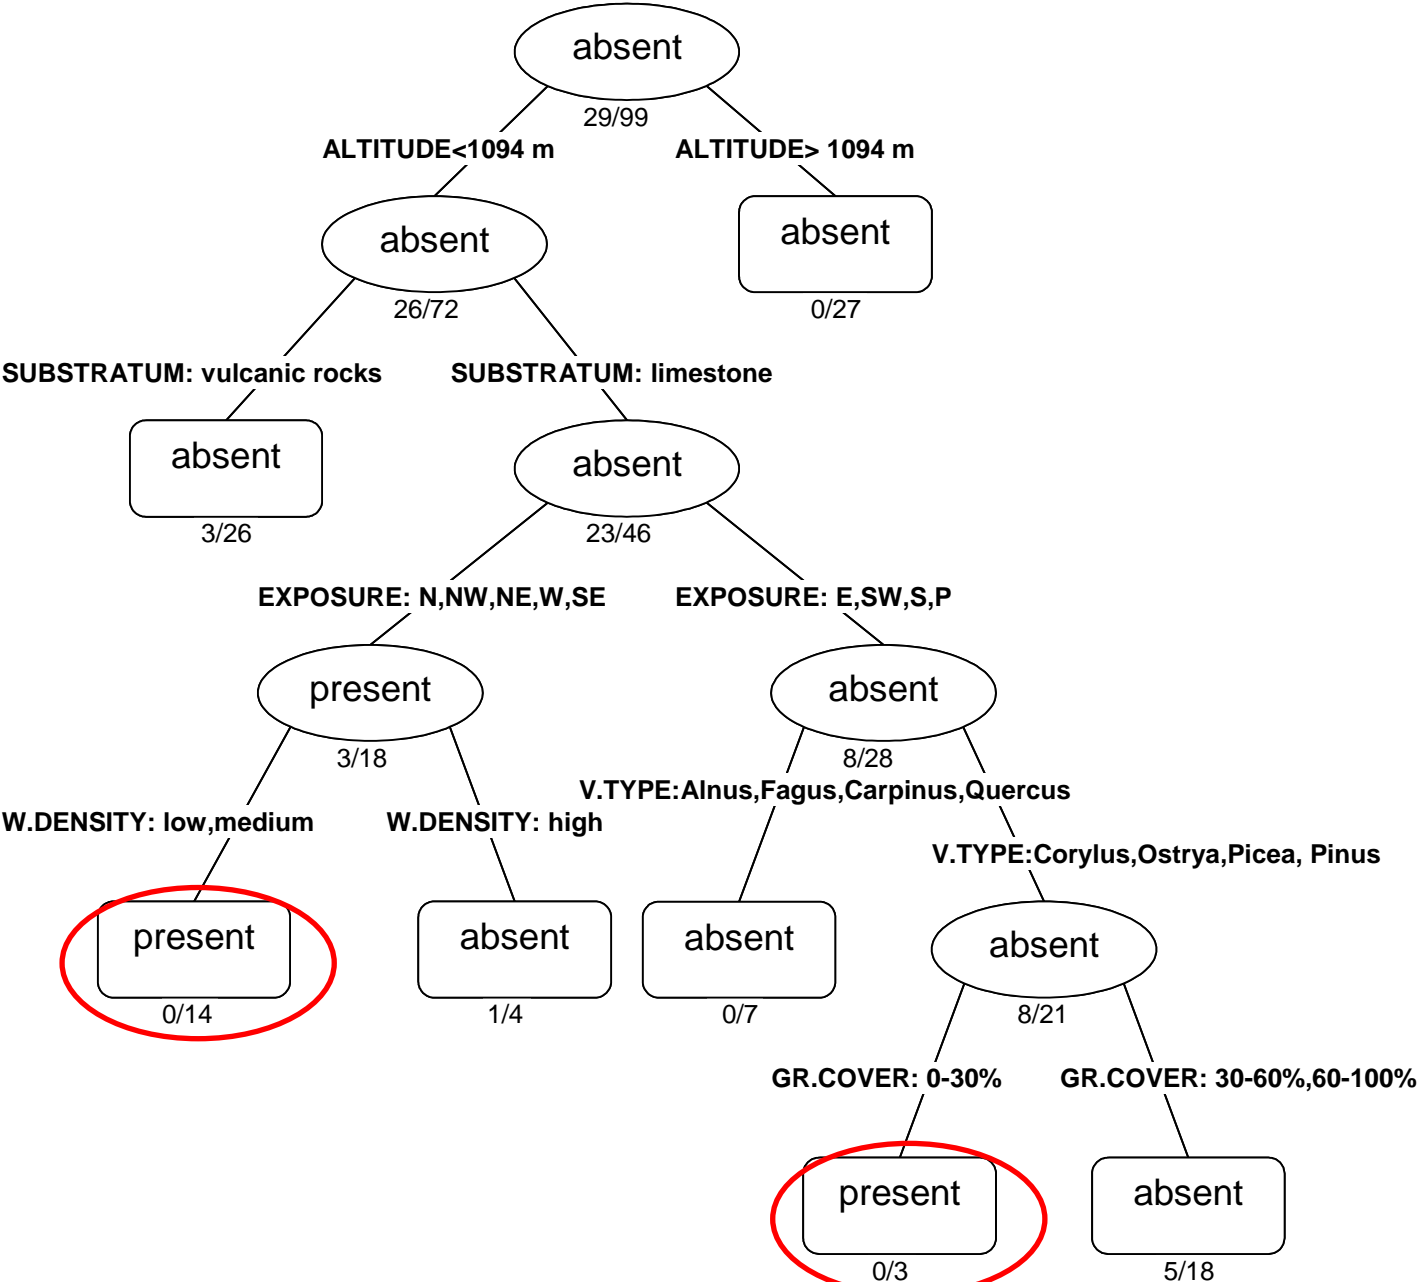 absent
29/99
ALTITUDE<1094 m
ALTITUDE> 1094 m
absent
26/72
absent
0/27
SUBSTRATUM: vulcanic rocks
SUBSTRATUM: limestone
absent
3/26
absent
23/46
EXPOSURE: N,NW,NE,W,SE
EXPOSURE: E,SW,S,P
present
3/18
absent
8/28
V.TYPE:Alnus,Fagus,Carpinus,Quercus
W.DENSITY: low,medium
W.DENSITY: high
V.TYPE:Corylus,Ostrya,Picea, Pinus
present
0/14
absent
1/4
absent
0/7
absent
8/21
GR.COVER: 0-30%
GR.COVER: 30-60%,60-100%
present
0/3
absent
5/18